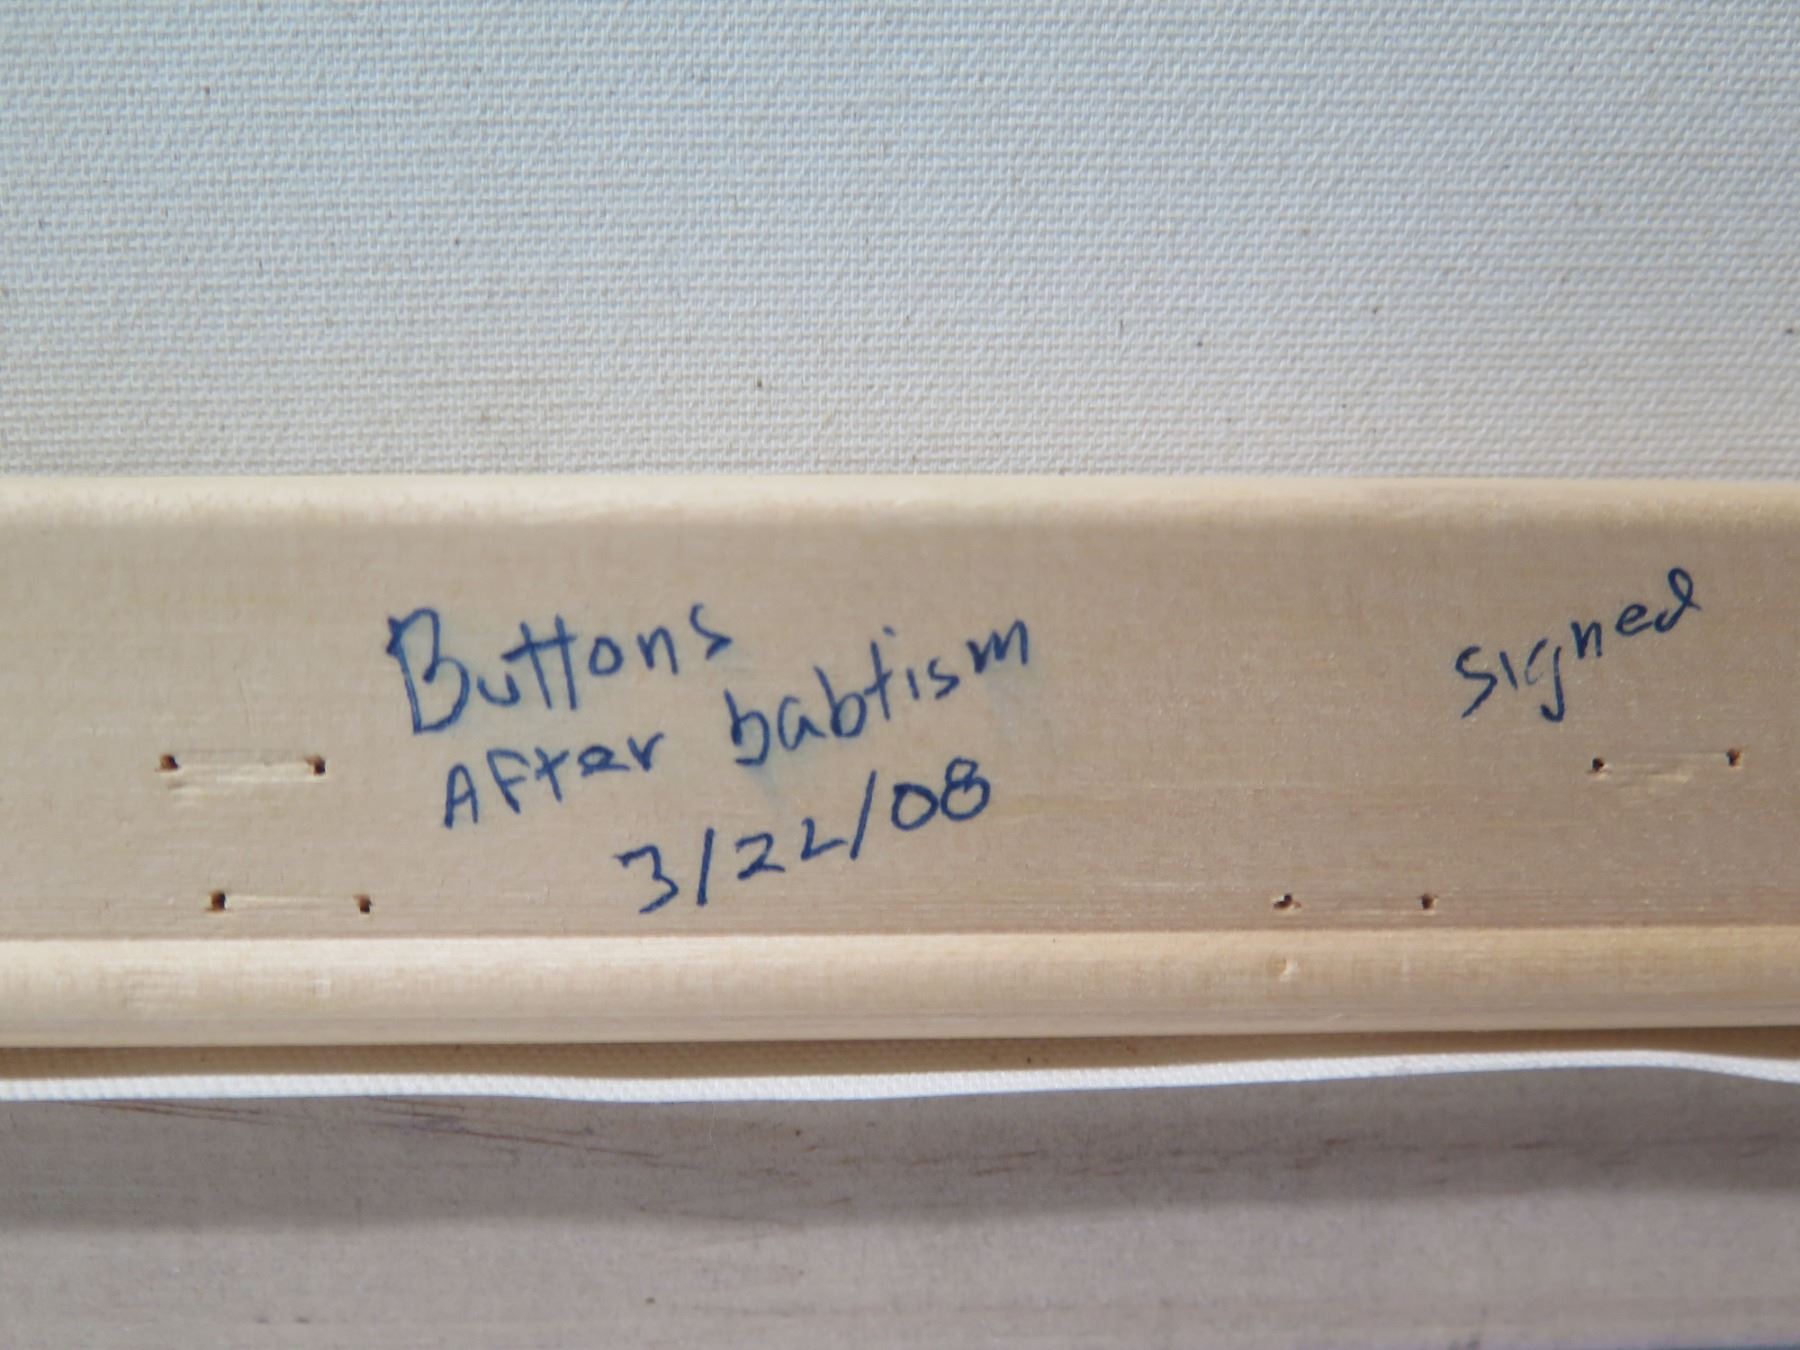 Buttons
After babtism
3/22/08
signed